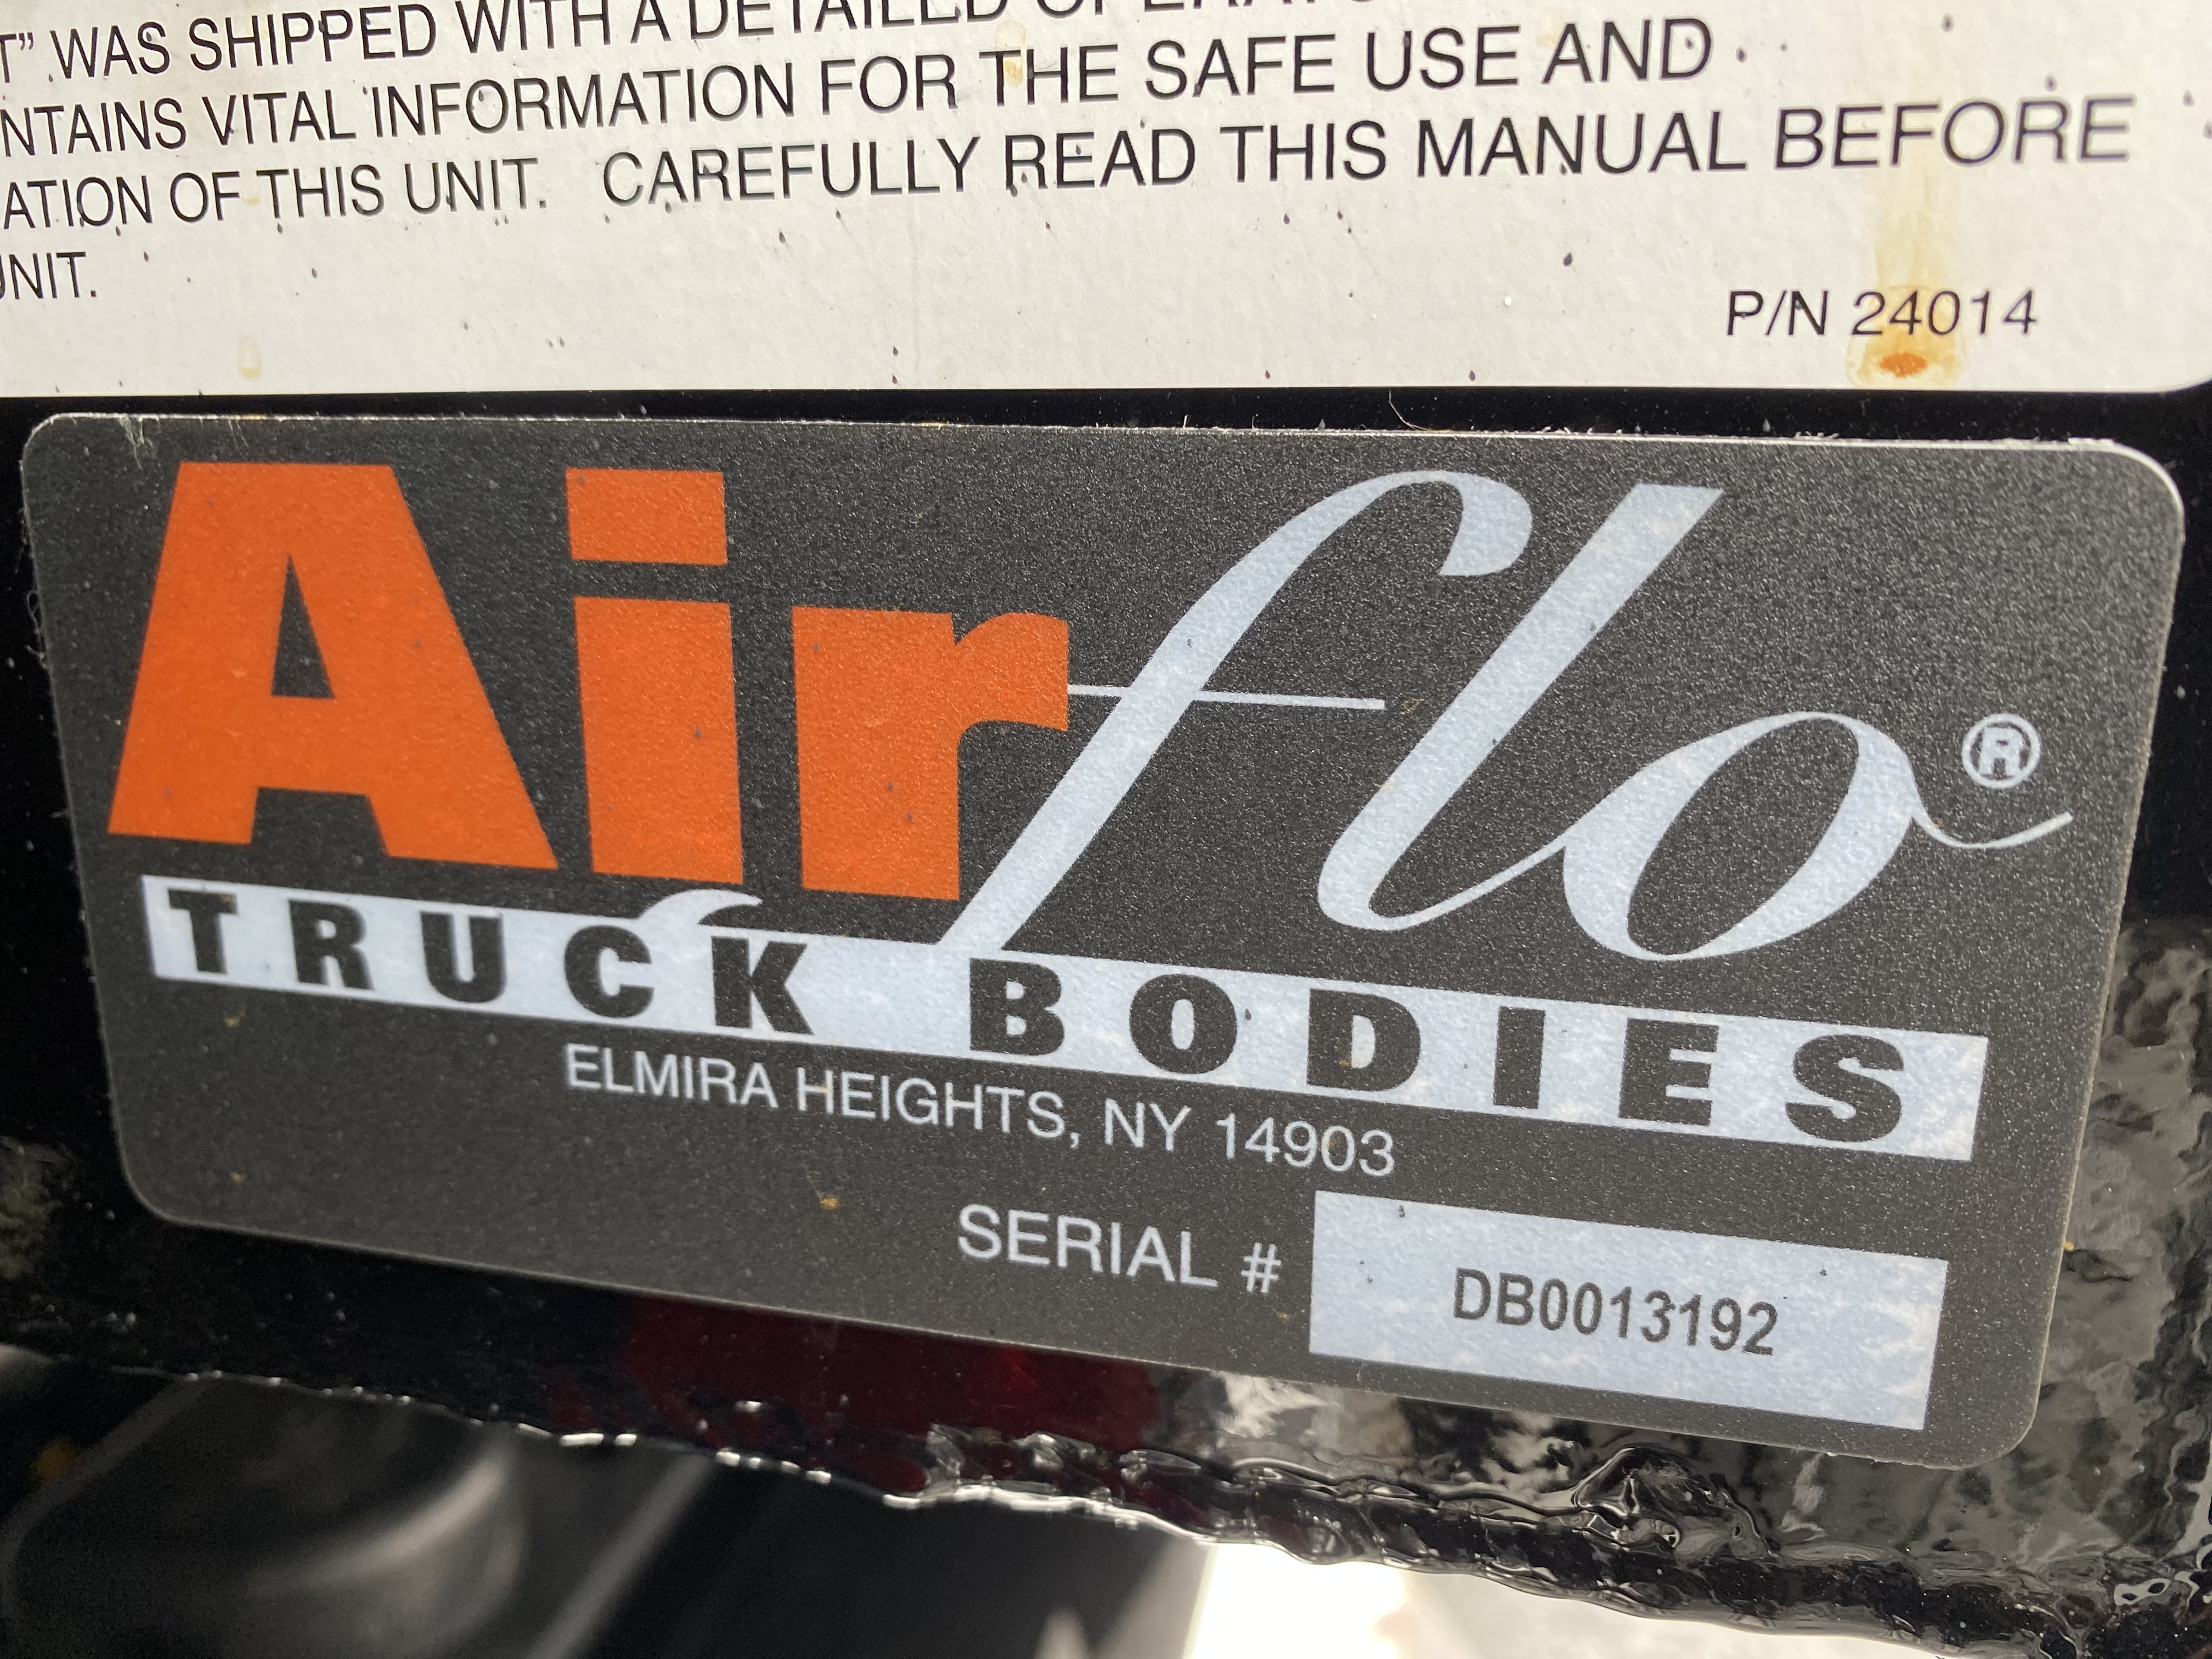 T" WAS SHIPPED WITH A DETAILED
NTAINS VITAL INFORMATION FOR THE SAFE USE AND
ATION OF THIS UNIT. CAREFULLY READ THIS MANUAL BEFORE
UNIT.
P/N 24014
Airflo®
TRUCK BODIES
ELMIRA HEIGHTS, NY 14903
SERIAL # DB0013192